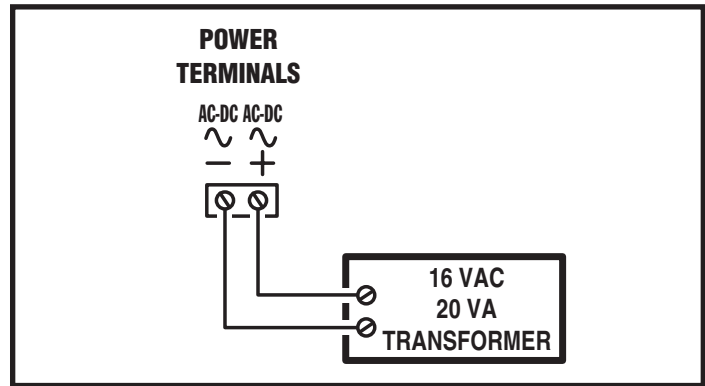 POWER
TERMINALS
AC-DC AC-DC
− +
16 VAC
20 VA
TRANSFORMER